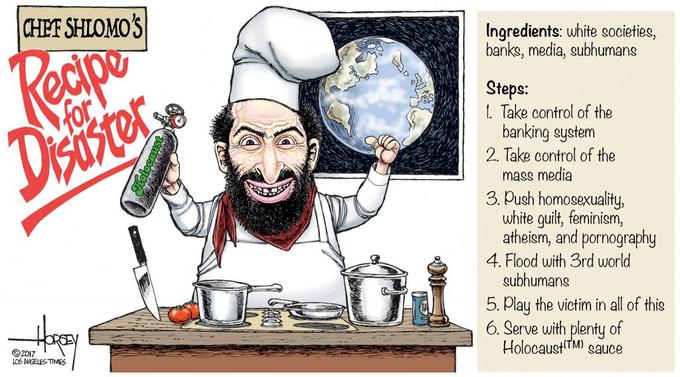 CHEF SHLOMO'S
Recipe
for
Disaster
Holocaust
HORSEY
©2017
LOS ANGELES TIMES
Ingredients: white societies,
banks, media, subhumans
Steps:
1. Take control of the
banking system
2. Take control of the
mass media
3. Push homosexuality,
white guilt, feminism,
atheism, and pornography
4. Flood with 3rd world
subhumans
5. Play the victim in all of this
6. Serve with plenty of
Holocaust(TM) sauce